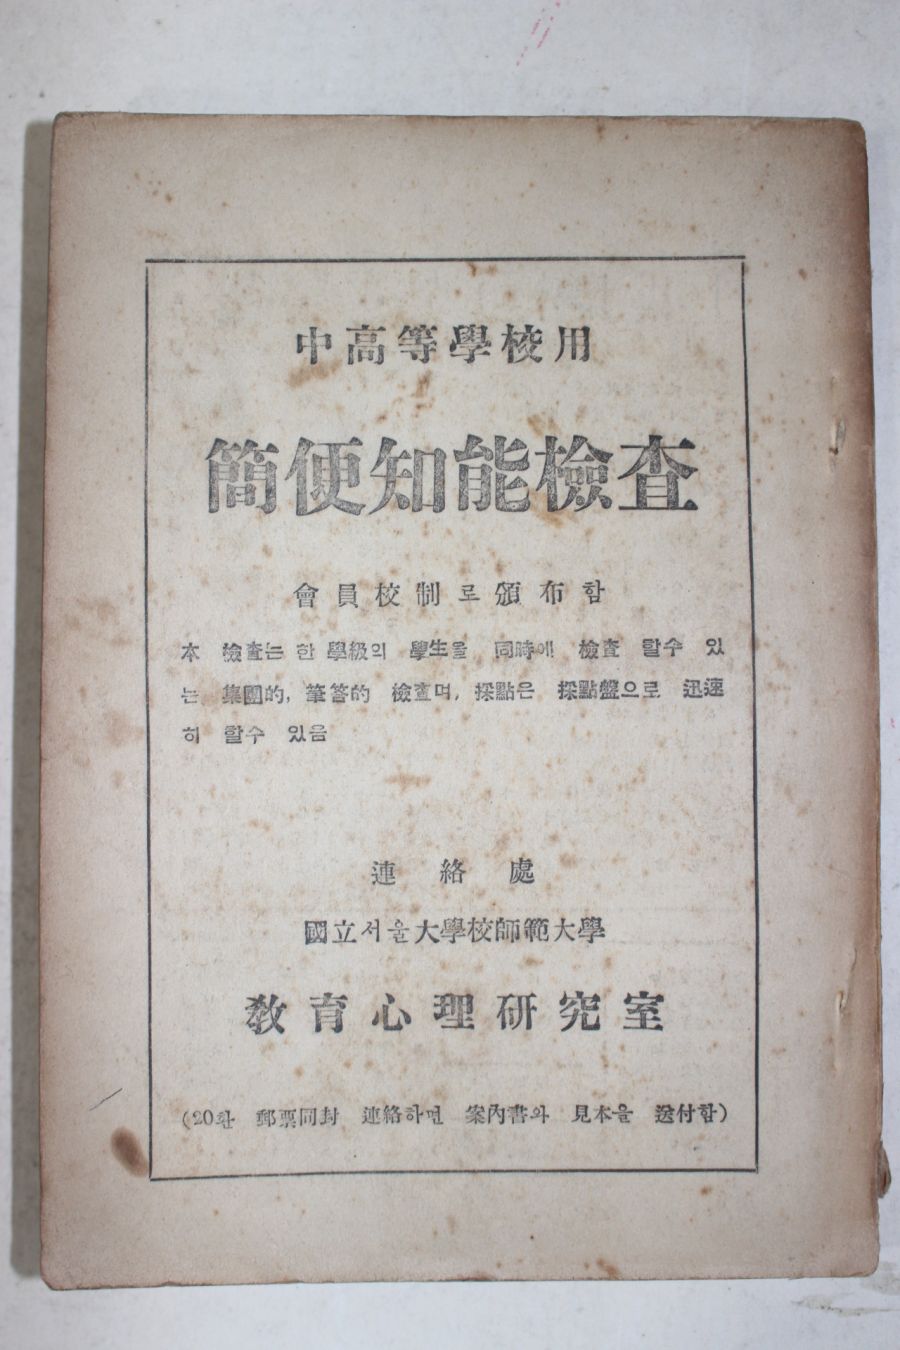 中高等學校用
簡便知能檢查
會員校制로頒布함
本 檢查는 한 學級의 學生을 同時에 檢查 할수 있
는 集團的, 筆答的 檢查며, 採點은 採點盤으로 迅速
히 할수 있음
連絡處
國立서울大學校師範大學
敎育心理硏究室
(20환 郵票同封 連絡하면 案內書와 見本을 送付함)